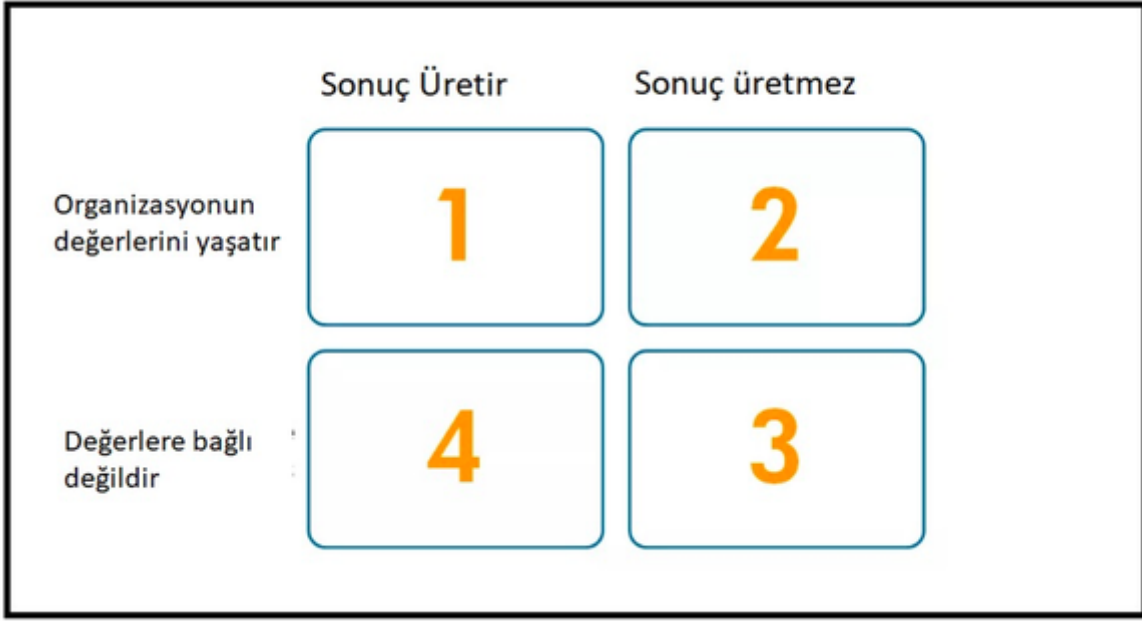 Sonuç Üretir
Sonuç üretmez
Organizasyonun
değerlerini yaşatır
1
2
Değerlere bağlı
değildir
4
3